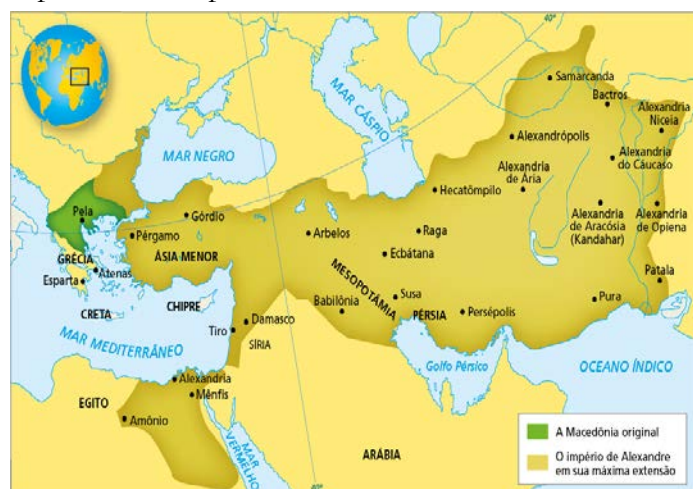 40°
Samarcanda
Bactros
Alexandria
Niceia
MAR CÁSPIO
MAR NEGRO
Alexandrópolis
Alexandria
do Cáucaso
Alexandria
de Aria
Hecatômpilo
Pela
Górdio
Pérgamo
Arbelos
Raga
Alexandria
de Aracósia
(Kandahar)
Alexandria
de Opiena
GRÉCIA
Atenas
ÁSIA MENOR
Ecbátana
Esparta
MESOPOTÂMIA
Patala
CRETA
CHIPRE
Babilônia
Susa
PÉRSIA
Persépolis
Pura
Tiro
Damasco
SÍRIA
MAR MEDITERRÂNEO
Golfo Pérsico
OCEANO ÍNDICO
Alexandria
Mênfis
EGITO
Amônio
MAR
VERMELHO
ARÁBIA
40°
A Macedônia original
O império de Alexandre
em sua máxima extensão